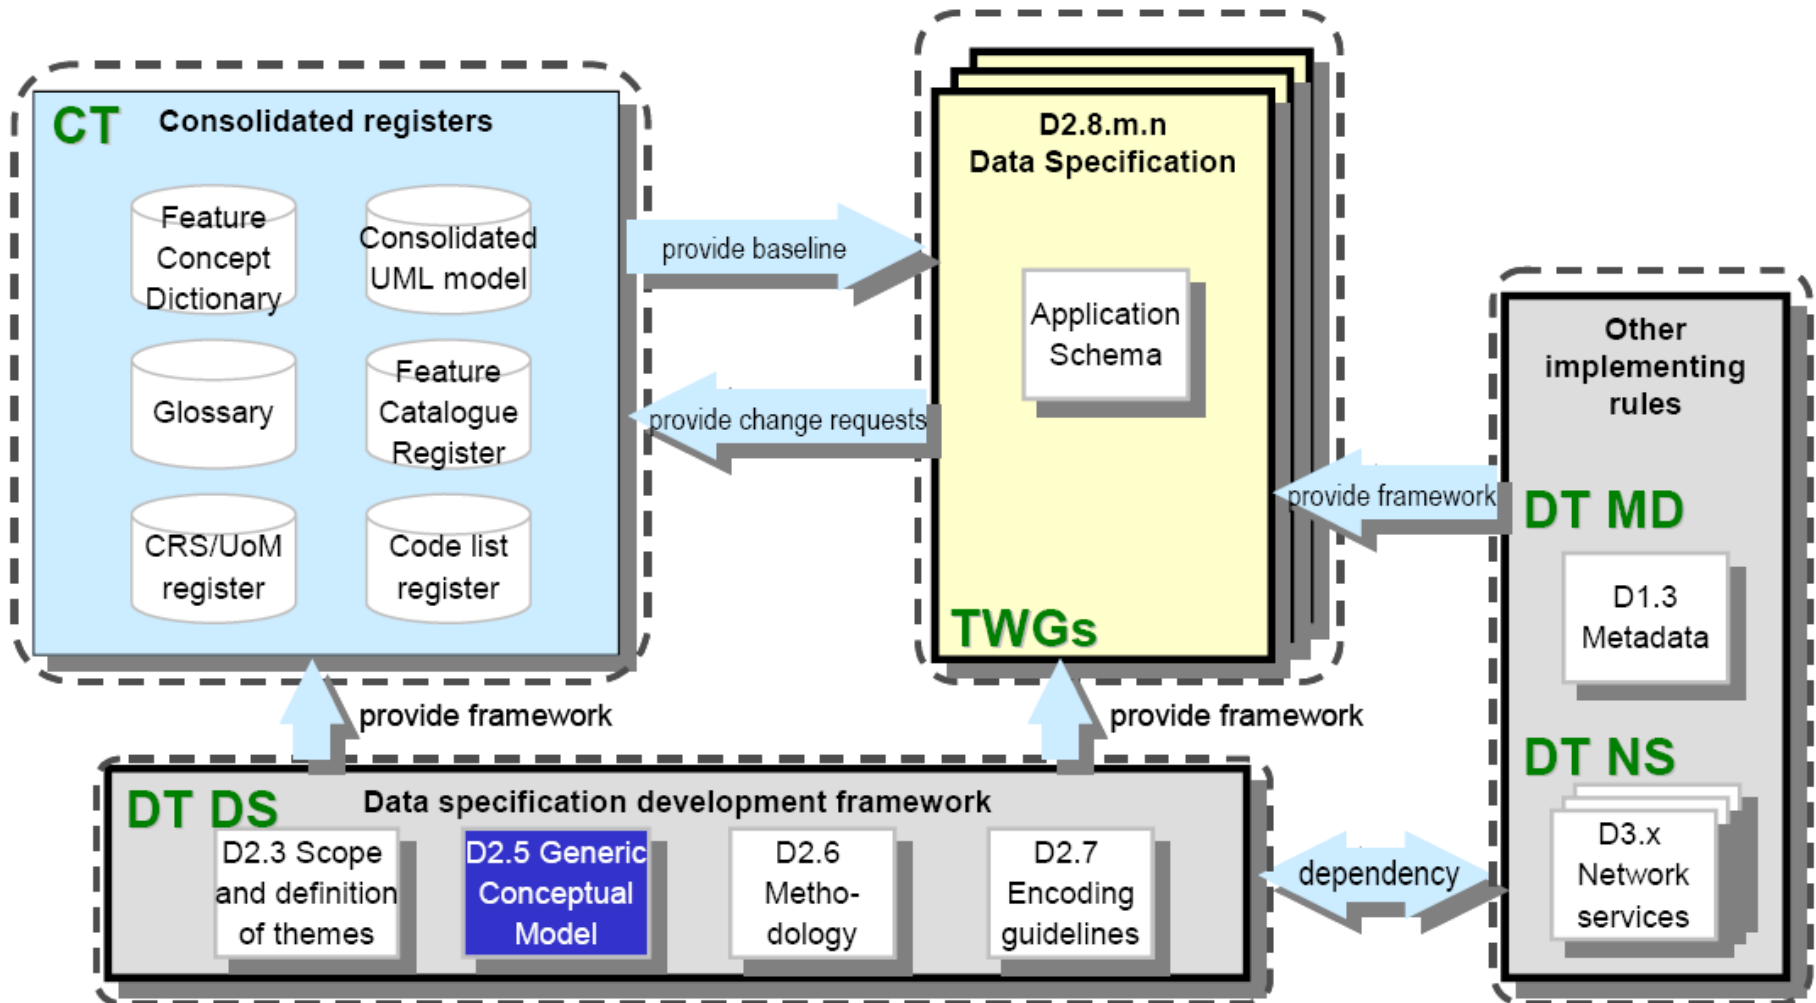 CT Consolidated registers
Feature
Concept
Dictionary
Consolidated
UML model
Glossary
Feature
Catalogue
Register
CRS/UoM
register
Code list
register
provide baseline
provide change requests
D2.8.m.n
Data Specification
Application
Schema
TWGs
provide framework
Other
implementing
rules
DT MD
D1.3
Metadata
DT NS
D3.x
Network
services
provide framework
provide framework
DT DS Data specification development framework
D2.3 Scope
and definition
of themes
D2.5 Generic
Conceptual
Model
D2.6
Metho-
dology
D2.7
Encoding
guidelines
dependency